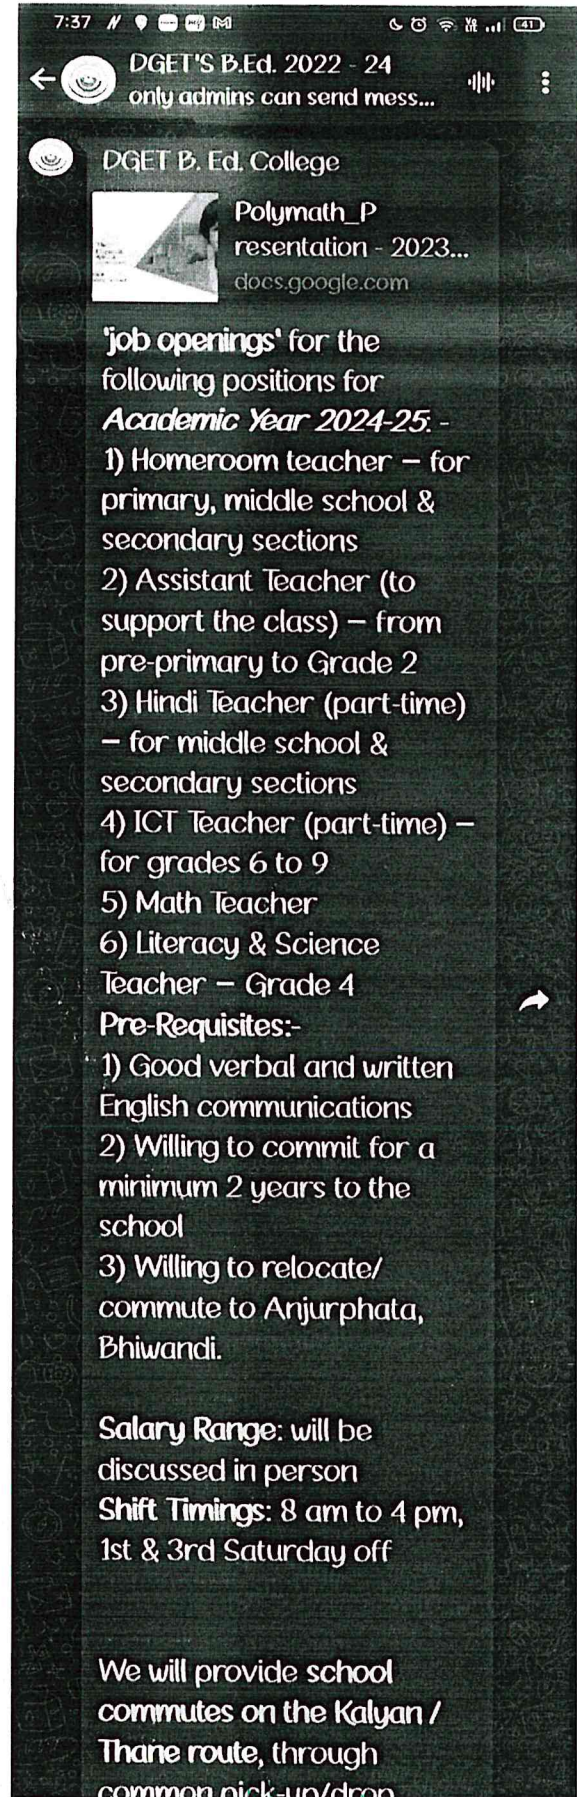 7:37
41
DGET'S B.Ed. 2022 - 24
only admins can send mess...
DGET B. Ed. College
Polymath_P
resentation - 2023...
docs.google.com
'job openings' for the
following positions for
Academic Year 2024-25: -
1) Homeroom teacher – for
primary, middle school &
secondary sections
2) Assistant Teacher (to
support the class) – from
pre-primary to Grade 2
3) Hindi Teacher (part-time)
– for middle school &
secondary sections
4) ICT Teacher (part-time) –
for grades 6 to 9
5) Math Teacher
6) Literacy & Science
Teacher – Grade 4
Pre-Requisites:-
1) Good verbal and written
English communications
2) Willing to commit for a
minimum 2 years to the
school
3) Willing to relocate/
commute to Anjurphata,
Bhiwandi.
Salary Range: will be
discussed in person
Shift Timings: 8 am to 4 pm,
1st & 3rd Saturday off
We will provide school
commutes on the Kalyan /
Thane route, through
common pick-up/drop